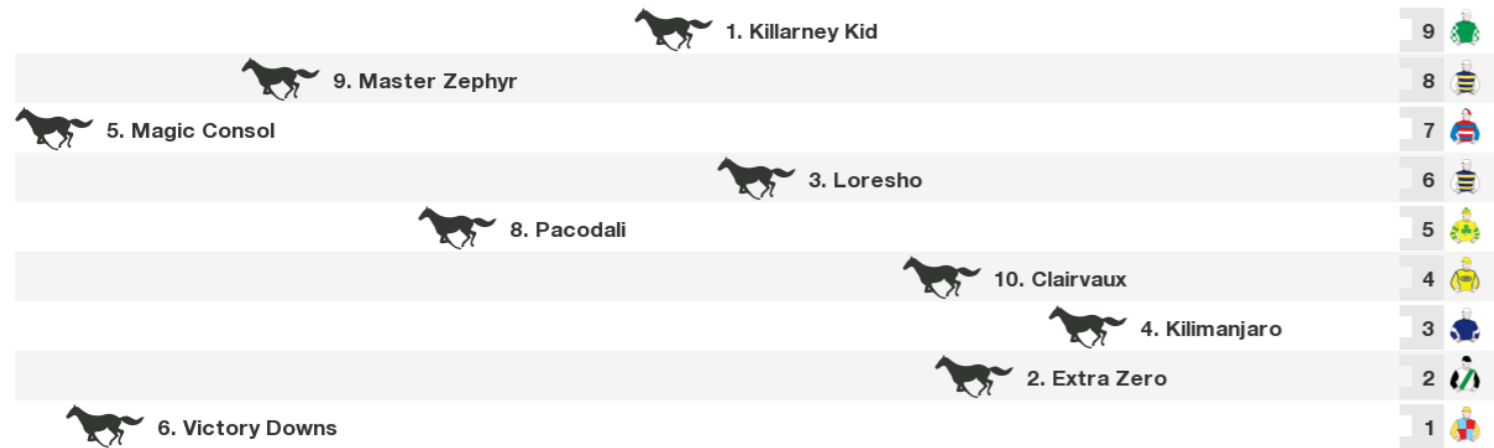 1. Killarney Kid 9
9. Master Zephyr 8
5. Magic Consol 7
3. Loresho 6
8. Pacodali 5
10. Clairvaux 4
4. Kilimanjaro 3
2. Extra Zero 2
6. Victory Downs 1